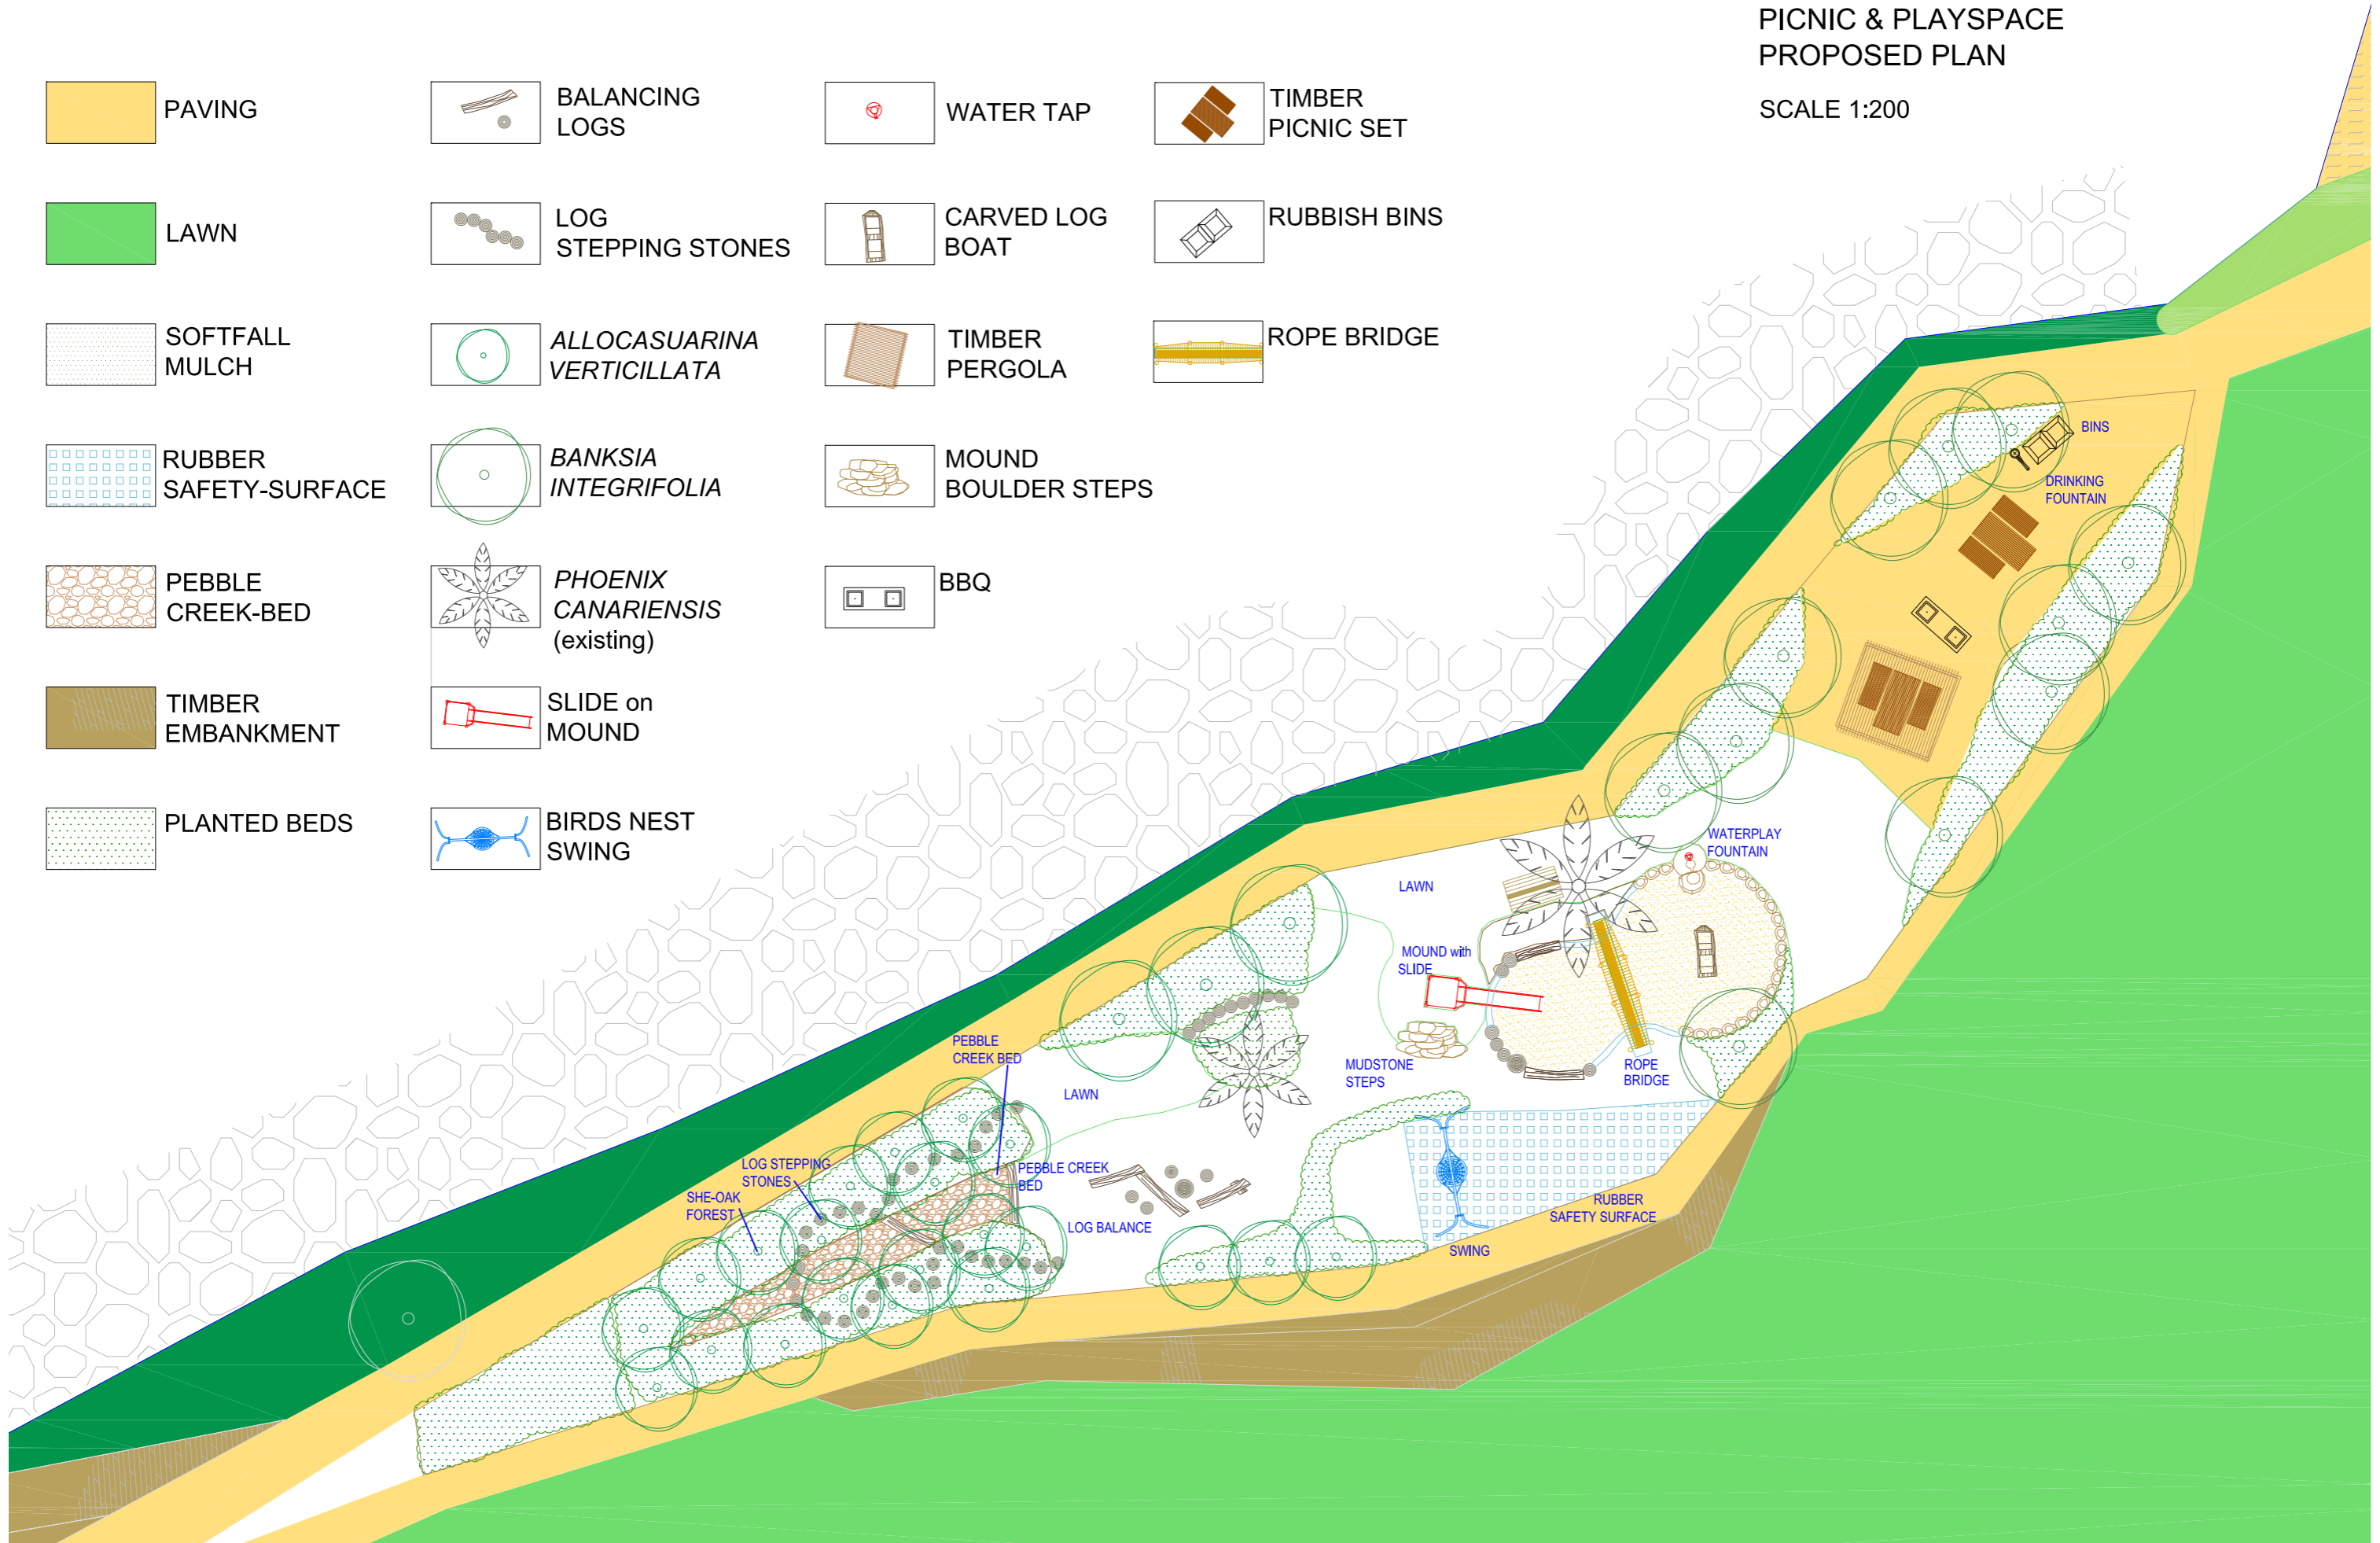 PICNIC & PLAYSPACE
PROPOSED PLAN
SCALE 1:200
PAVING
LAWN
SOFTFALL
MULCH
RUBBER
SAFETY-SURFACE
PEBBLE
CREEK-BED
TIMBER
EMBANKMENT
PLANTED BEDS
BALANCING
LOGS
LOG
STEPPING STONES
ALLOCASUARINA
VERTICILLATA
BANKSIA
INTEGRIFOLIA
PHOENIX
CANARIENSIS
(existing)
SLIDE on
MOUND
BIRDS NEST
SWING
WATER TAP
CARVED LOG
BOAT
TIMBER
PERGOLA
MOUND
BOULDER STEPS
BBQ
TIMBER
PICNIC SET
RUBBISH BINS
ROPE BRIDGE
BINS
DRINKING
FOUNTAIN
WATERPLAY
FOUNTAIN
LAWN
MOUND with
SLIDE
MUDSTONE
STEPS
ROPE
BRIDGE
PEBBLE
CREEK BED
LAWN
LOG STEPPING
STONES
SHE-OAK
FOREST
PEBBLE CREEK
BED
LOG BALANCE
RUBBER
SAFETY SURFACE
SWING